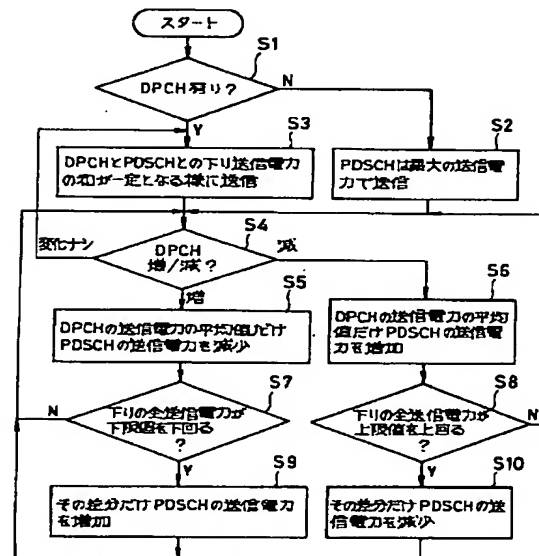 スタート
S1
DPCH 有り?
N
Y
S3
S2
DPCHとPDSCHとの下り送信電力
の和が一定となる様に送信
PDSCHは最大の送信電
力で送信
S4
変化ナシ
DPCH
増/減?
減
増
S5
S6
DPCHの送信電力の平均値だけ
PDSCHの送信電力を減少
DPCHの送信電力の平均
値だけPDSCHの送信電
力を増加
S7
S8
N
下りの全送信電力が
下限値を下回る
?
下りの全送信電力が
上限値を上回る
?
N
Y
Y
S9
S10
その差分だけPDSCHの送信電力
を増加
その差分だけPDSCHの送
信電力を減少